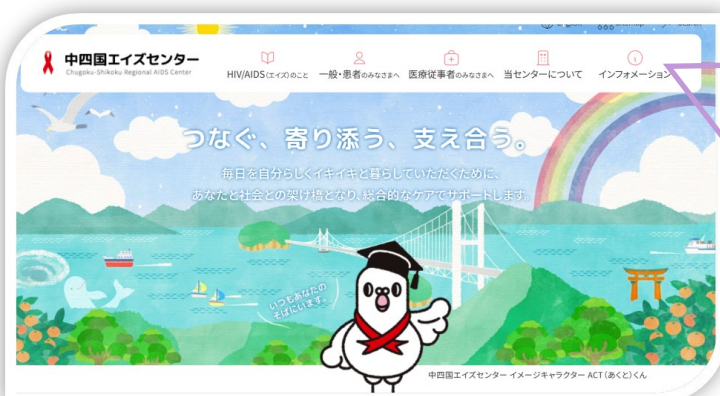 中四国エイズセンター
Chugoku-Shikoku Regional AIDS Center
HIV/AIDS(エイズ)のこと
一般・患者のみなさまへ
医療従事者のみなさまへ
当センターについて
インフォメーション
つなぐ、寄り添う、支え合う。
毎日を自分らしくイキイキと暮らしていただくために、
あなたと社会との架け橋となり、総合的なケアでサポートします。
いつもあなたの
そばにいます。
中四国エイズセンター イメージキャラクター ACT(あくと)くん